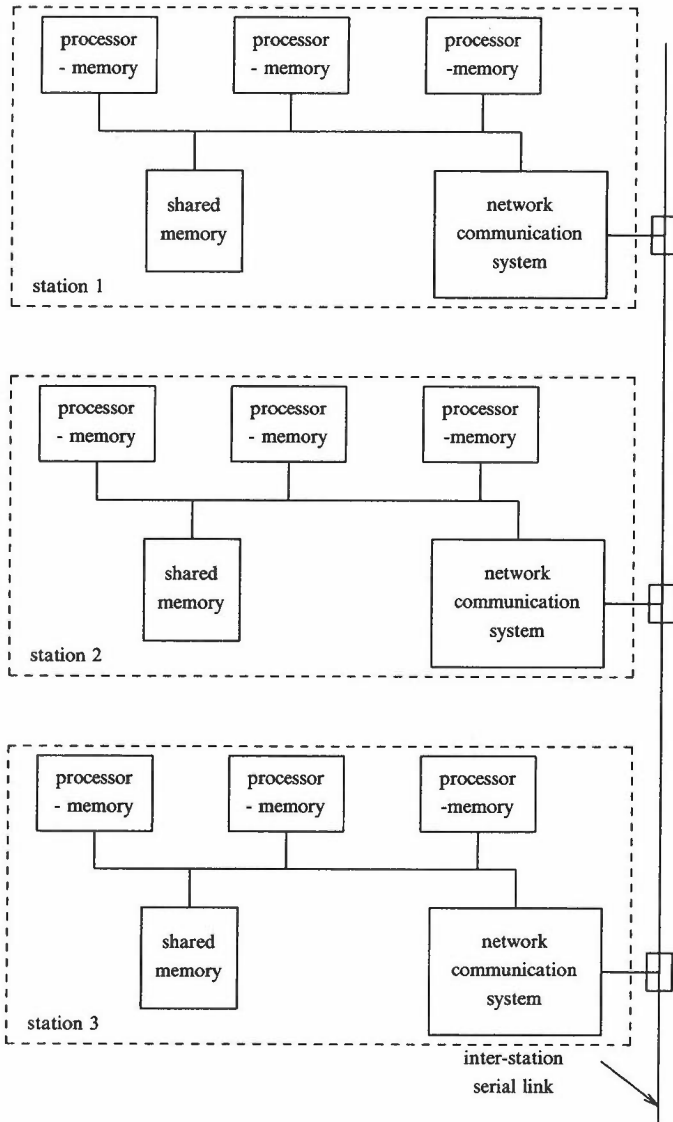 processor
- memory
processor
- memory
processor
-memory
shared
memory
network
communication
system
station 1
processor
- memory
processor
- memory
processor
-memory
shared
memory
network
communication
system
station 2
processor
- memory
processor
- memory
processor
-memory
shared
memory
network
communication
system
station 3
inter-station
serial link